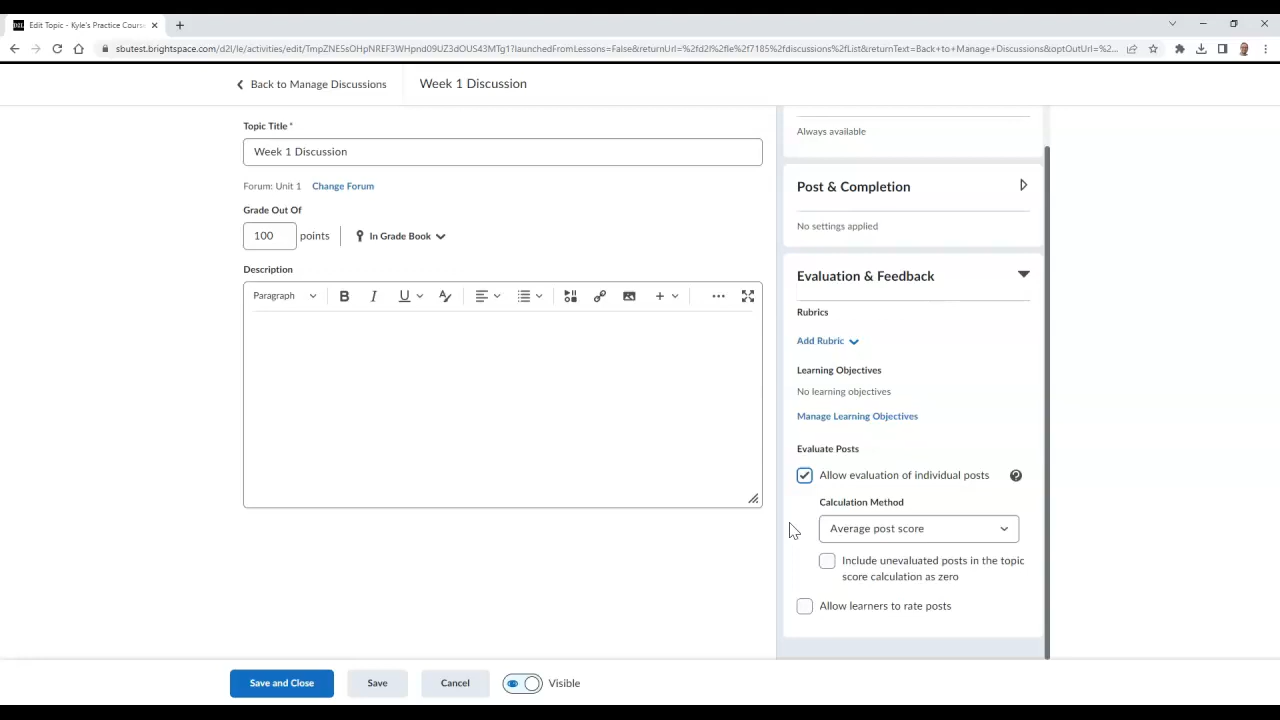 D2L Edit Topic - Kyle's Practice Cours
sbutest.brightspace.com/d2l/le/activities/edit/TmpZNE5sOHpNREF3WHpnd09UZ3dOUS43MTg1?launchedFromLessons=False&returnUrl=%2fd2l%2fle%2f7185%2fdiscussions%2fList&returnText=Back+to+Manage+Discussions&optOutUrl=%2...
Back to Manage Discussions
Week 1 Discussion
Topic Title *
Week 1 Discussion
Forum: Unit 1 Change Forum
Grade Out Of
100 points In Grade Book
Description
Paragraph B I U
Always available
Post & Completion
No settings applied
Evaluation & Feedback
Rubrics
Add Rubric
Learning Objectives
No learning objectives
Manage Learning Objectives
Evaluate Posts
Allow evaluation of individual posts ?
Calculation Method
Average post score
Include unevaluated posts in the topic
score calculation as zero
Allow learners to rate posts
Save and Close Save Cancel Visible